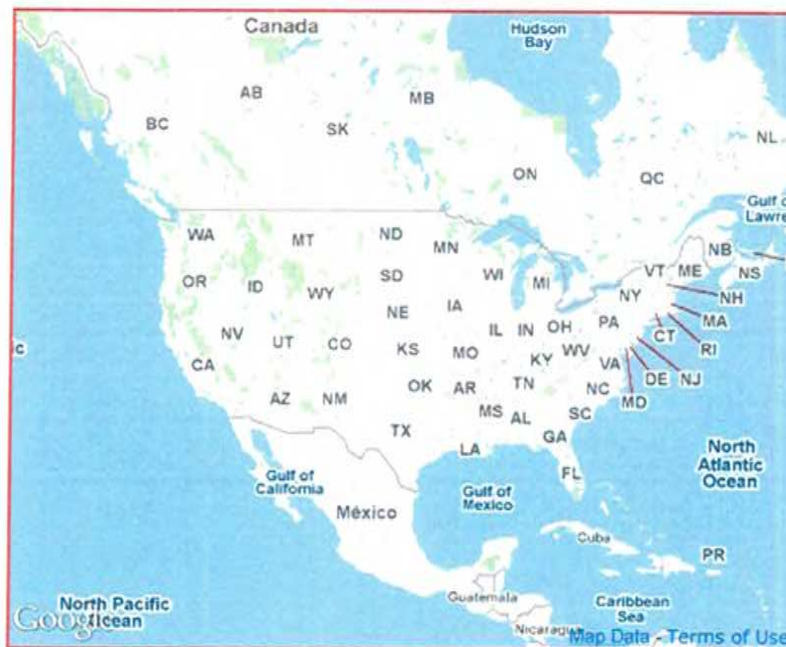 Canada
Hudson
Bay
AB
MB
BC
SK
NL
ON
QC
Gulf o
Lawre
WA
MT
ND
MN
NB
VT
ME
NS
OR
ID
SD
WI
MI
WY
NY
NH
NE
IA
MA
NV
UT
CO
IL
IN
OH
PA
CT
RI
CA
KS
MO
KY
WV
VA
DE
NJ
OK
AR
TN
NC
MD
AZ
NM
MS
AL
SC
TX
GA
LA
FL
North
Atlantic
Ocean
Gulf of
California
Gulf of
Mexico
México
Cuba
PR
Guatemala
Caribbean
Sea
North Pacific
Ocean
Google
Nicaragua
Map Data - Terms of Use
ic